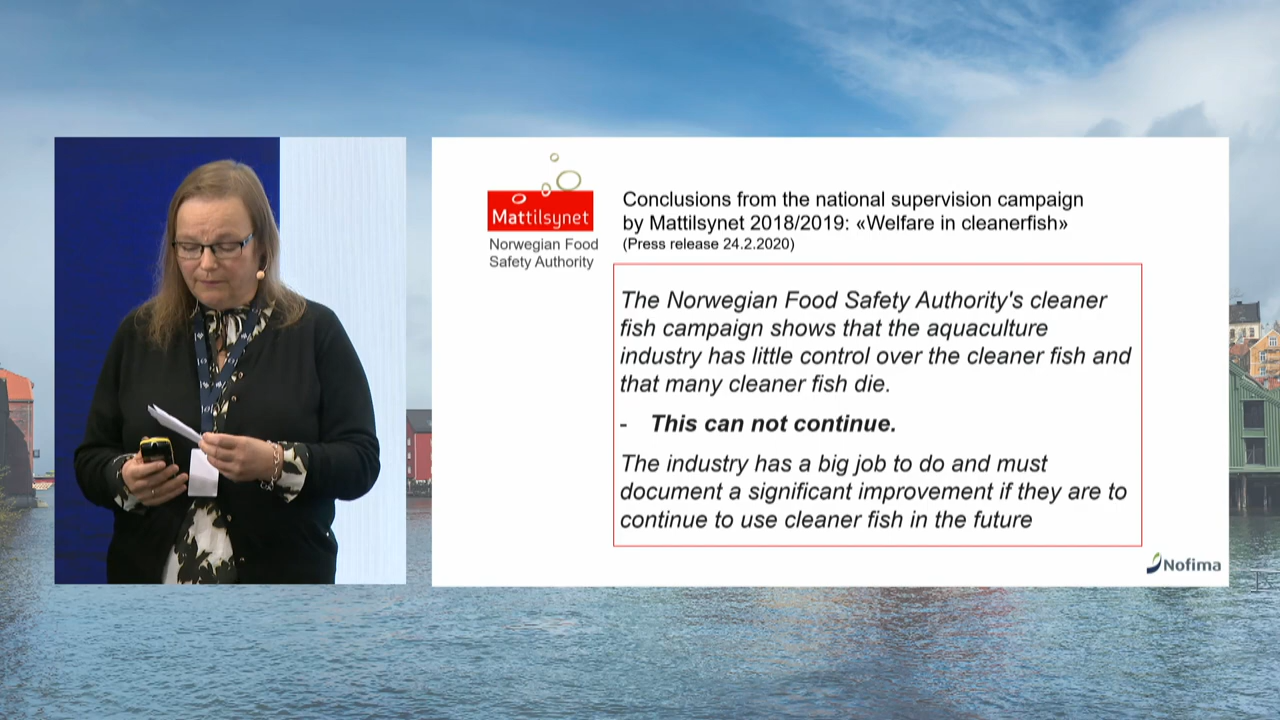 Mattilsynet
Norwegian Food
Safety Authority
Conclusions from the national supervision campaign
by Mattilsynet 2018/2019: «Welfare in cleanerfish»
(Press release 24.2.2020)
The Norwegian Food Safety Authority's cleaner
fish campaign shows that the aquaculture
industry has little control over the cleaner fish and
that many cleaner fish die.
- This can not continue.
The industry has a big job to do and must
document a significant improvement if they are to
continue to use cleaner fish in the future
Nofima